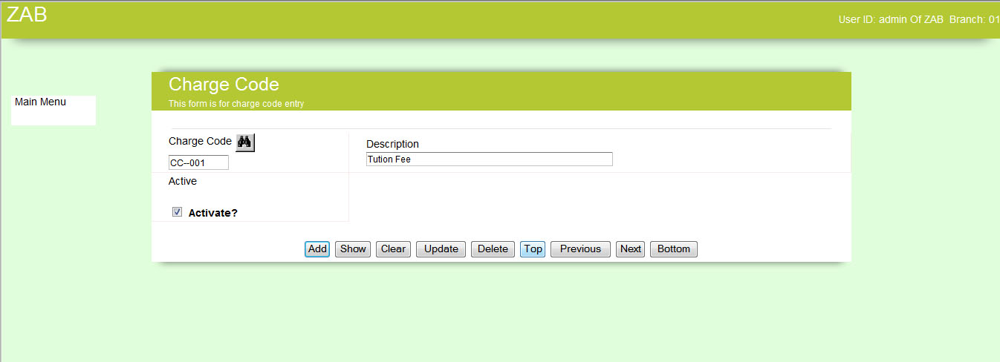 ZAB
User ID: admin Of ZAB  Branch: 01
Main Menu
Charge Code
This form is for charge code entry
Charge Code
CC--001
Description
Tution Fee
Active
Activate?
Add Show Clear Update Delete Top Previous Next Bottom